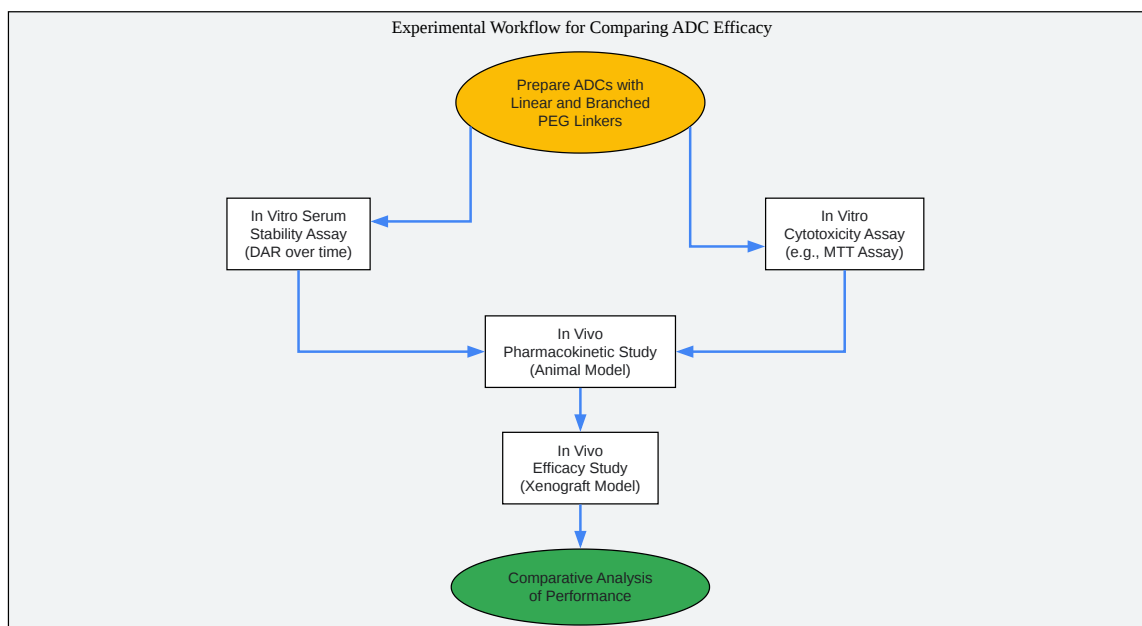 Experimental Workflow for Comparing ADC Efficacy
Prepare ADCs with
Linear and Branched
PEG Linkers
In Vitro Serum
Stability Assay
(DAR over time)
In Vitro
Cytotoxicity Assay
(e.g., MTT Assay)
In Vivo
Pharmacokinetic Study
(Animal Model)
In Vivo
Efficacy Study
(Xenograft Model)
Comparative Analysis
of Performance